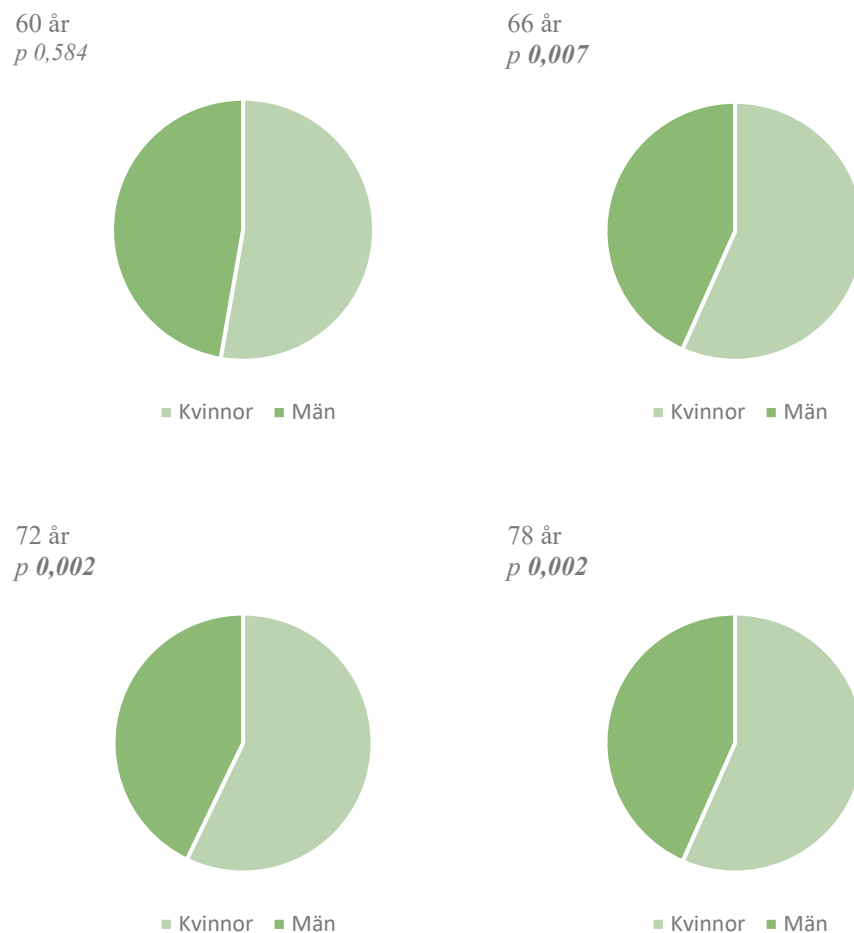 60 år
p 0,584
Kvinnor Män
66 år
p 0,007
Kvinnor Män
72 år
p 0,002
Kvinnor Män
78 år
p 0,002
Kvinnor Män